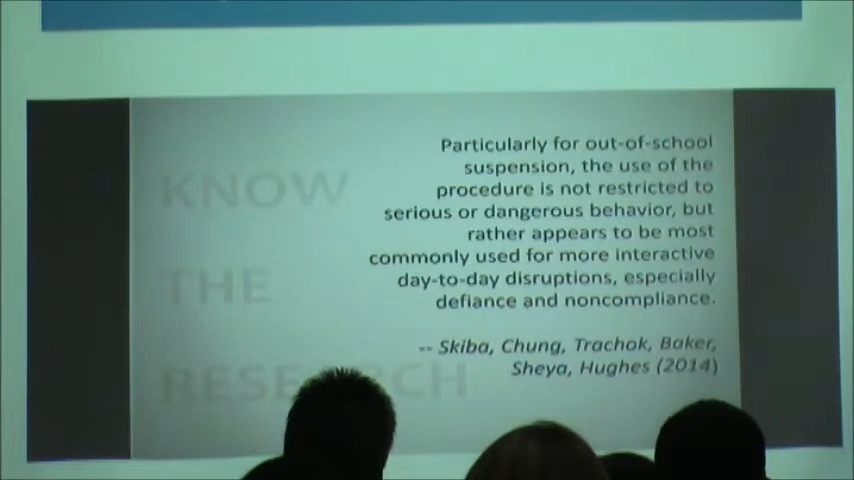 KNOW
THE
RESEARCH
Particularly for out-of-school
suspension, the use of the
procedure is not restricted to
serious or dangerous behavior, but
rather appears to be most
commonly used for more interactive
day-to-day disruptions, especially
defiance and noncompliance.
-- Skiba, Chung, Trachok, Baker,
Sheya, Hughes (2014)